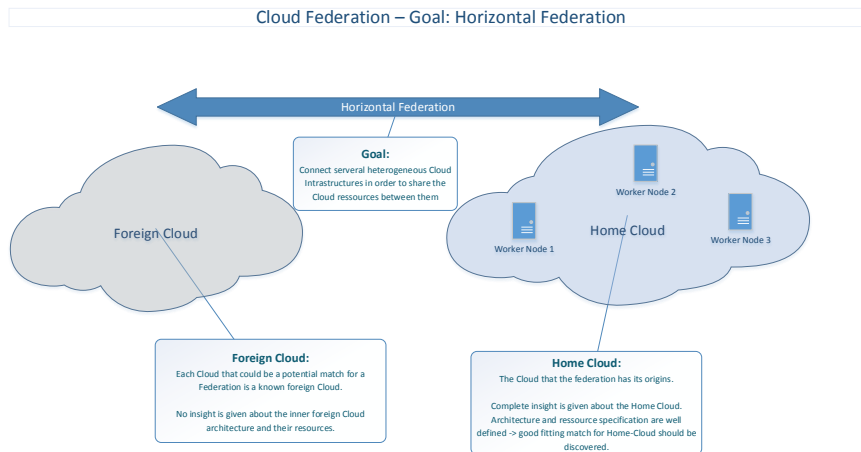 Cloud Federation – Goal: Horizontal Federation
Horizontal Federation
Goal:
Connect serveral heterogeneous Cloud
Intrastructures in order to share the
Cloud ressources between them
Foreign Cloud
Worker Node 1
Worker Node 2
Home Cloud
Worker Node 3
Foreign Cloud:
Each Cloud that could be a potential match for a
Federation is a known foreign Cloud.
No insight is given about the inner foreign Cloud
architecture and their resources.
Home Cloud:
The Cloud that the federation has its origins.
Complete insight is given about the Home Cloud.
Architecture and ressource specification are well
defined -> good fitting match for Home-Cloud should be
discovered.